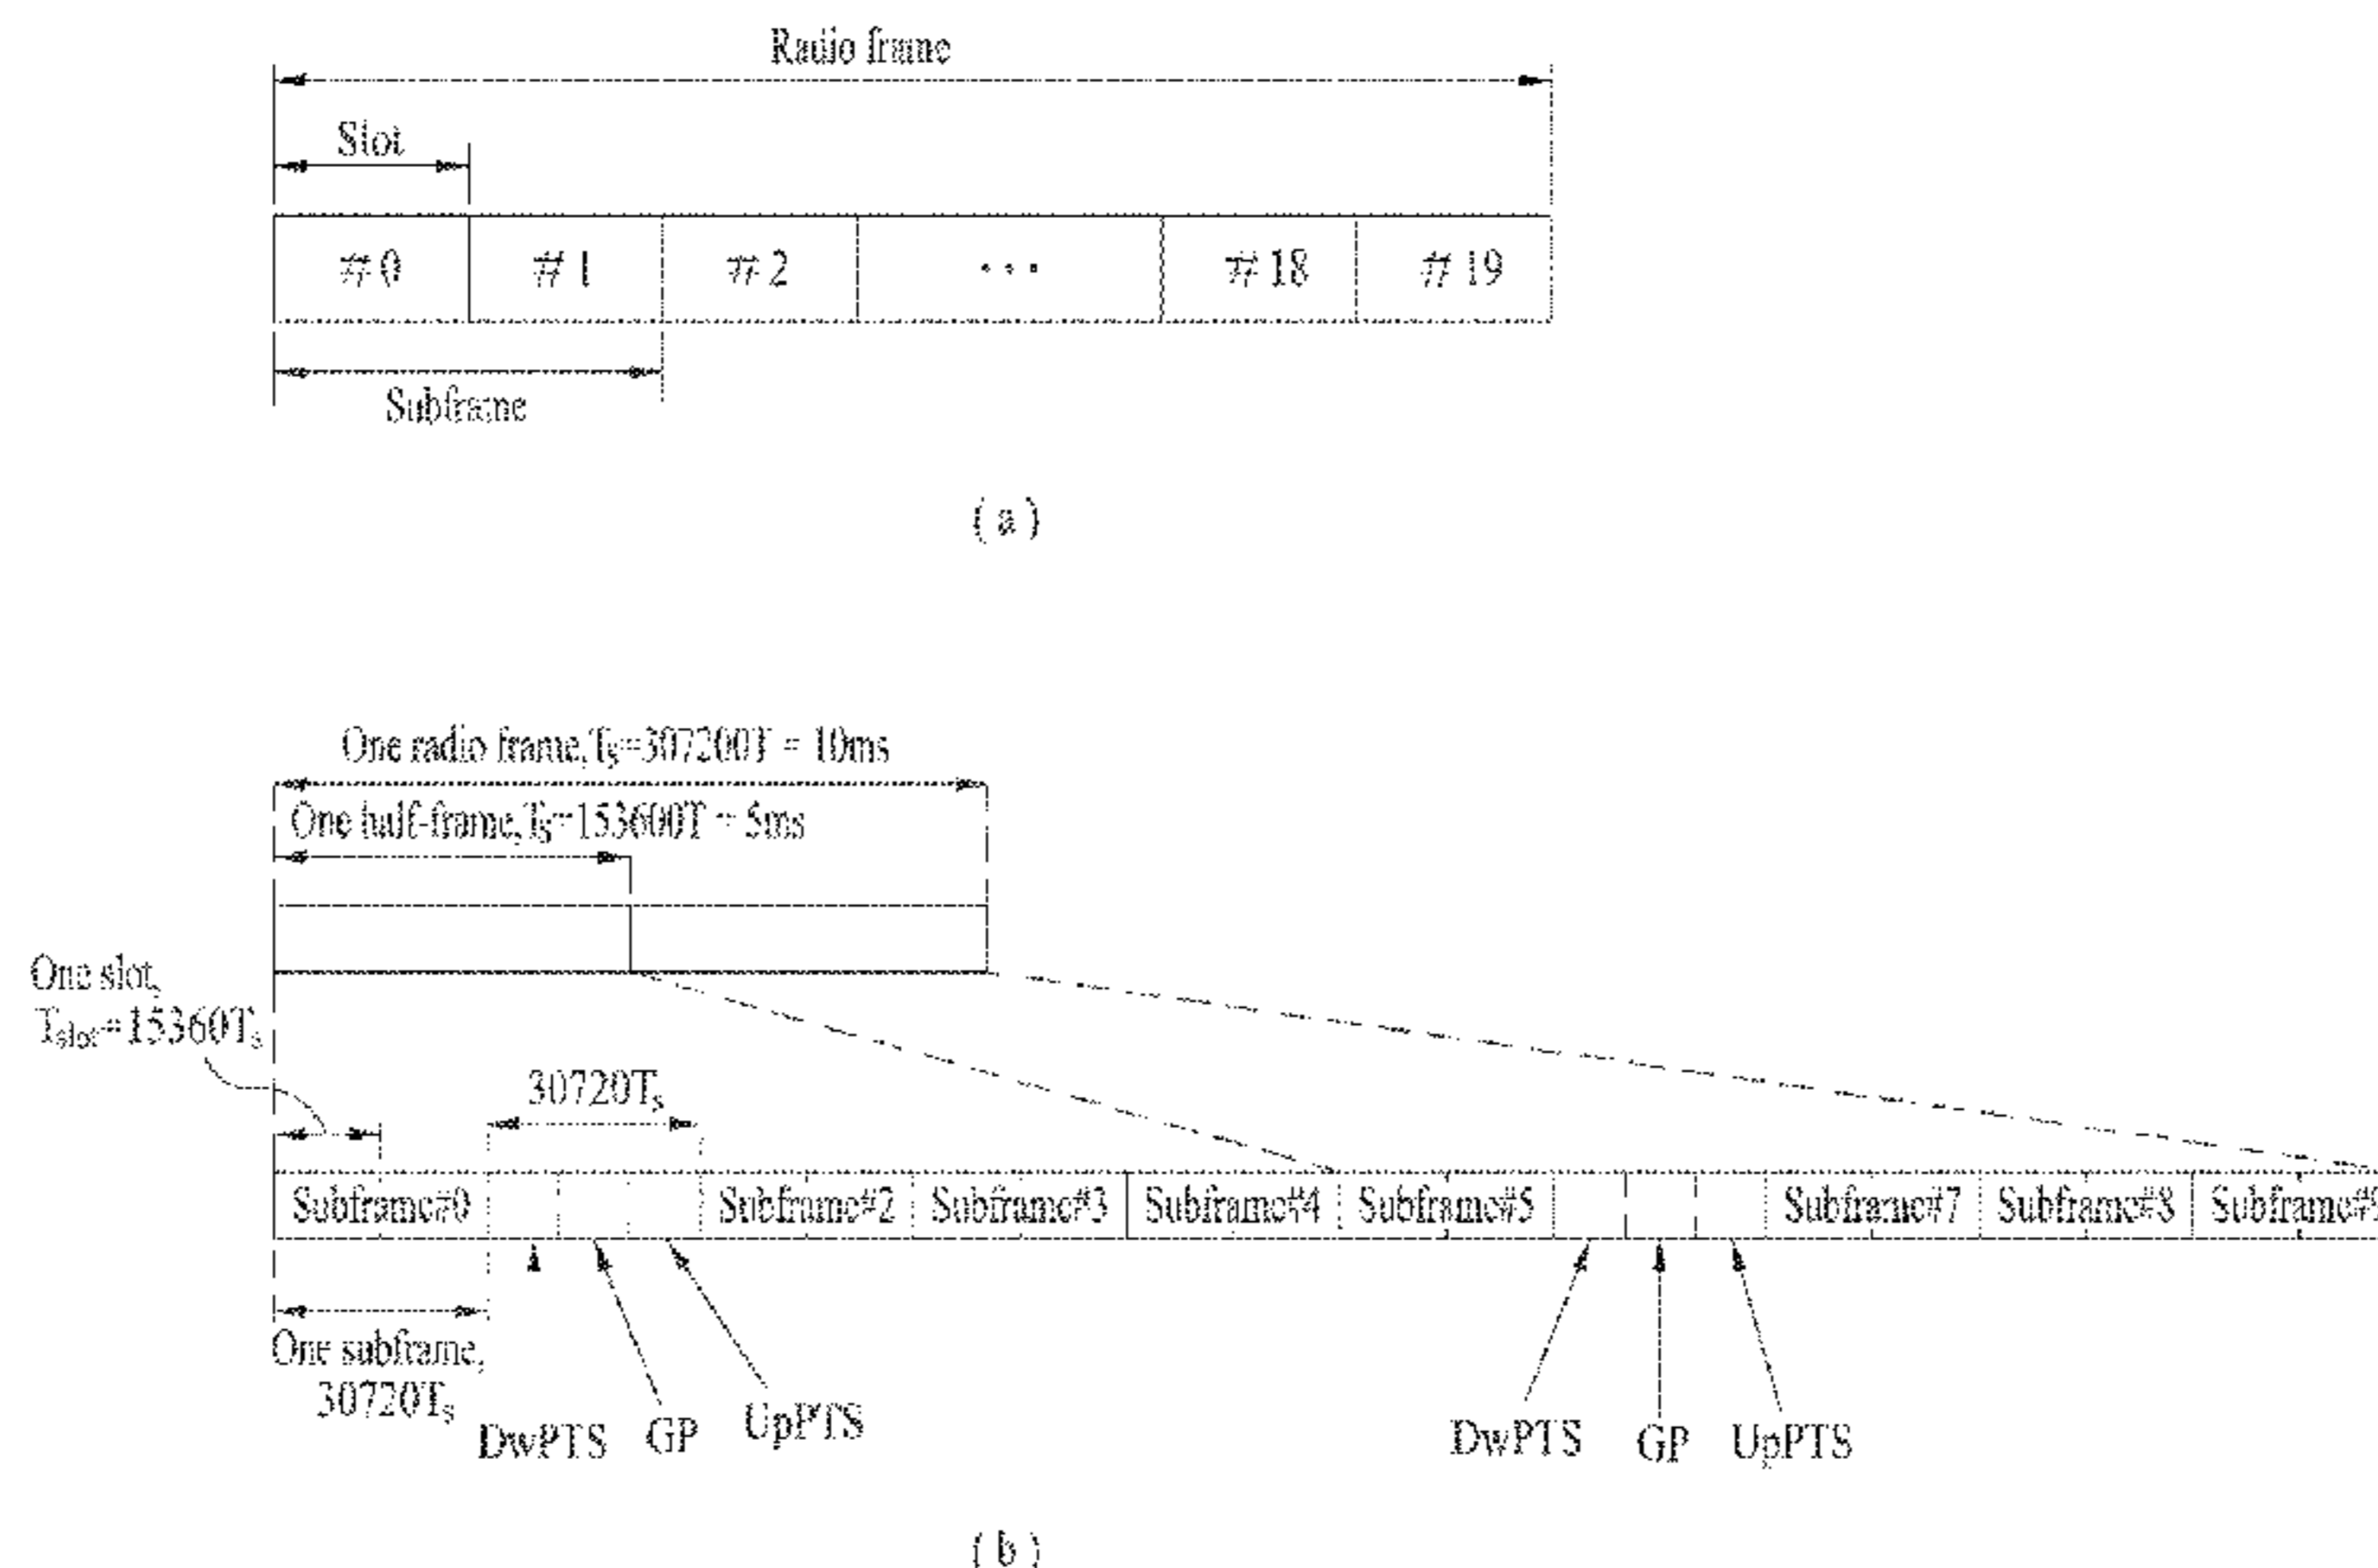 Radio frame
Slot
# 0 # 1 # 2 ... # 18 # 19
Subframe
( a )
One radio frame, Tf=307200T = 10ms
One half-frame, Tf=153600T = 5ms
One slot,
Tslot=15360Ts
30720Ts
Subframe#0 Subframe#2 Subframe#3 Subframe#4 Subframe#5 Subframe#7 Subframe#8 Subframe#9
One subframe,
30720Ts
DwPTS GP UpPTS DwPTS GP UpPTS
( b )